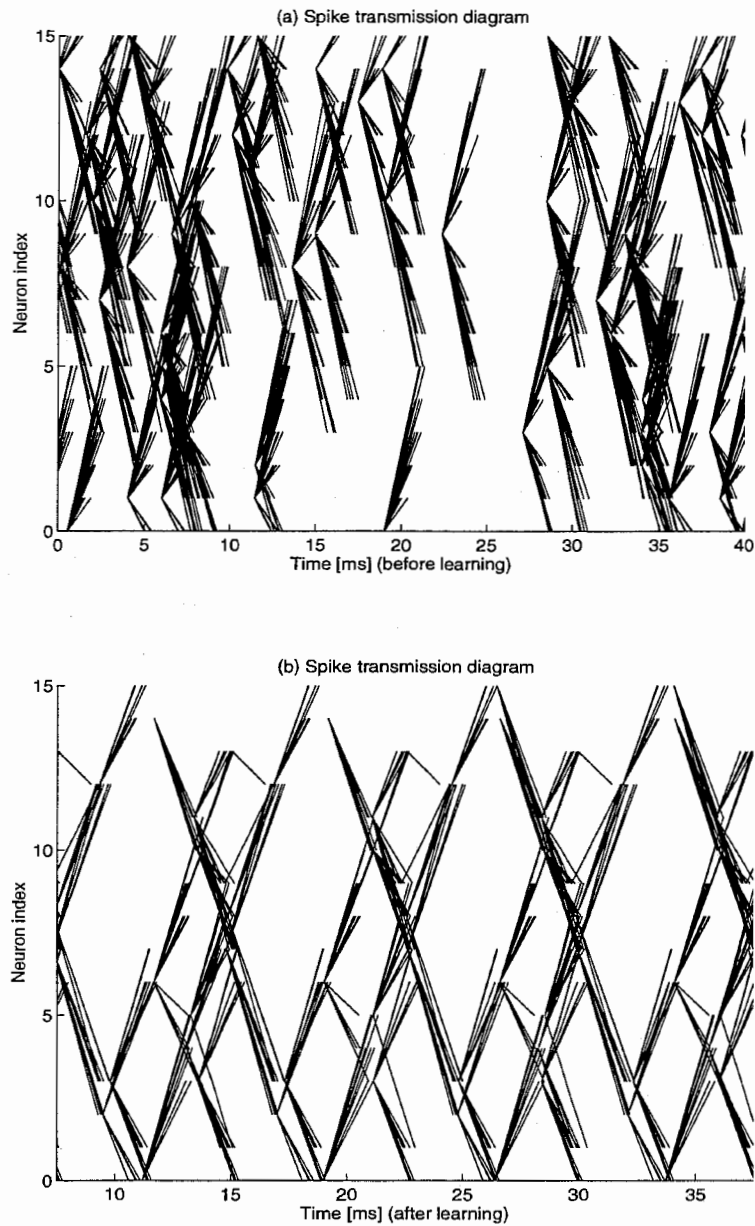 (a) Spike transmission diagram
15
10
5
0
Neuron index
0 5 10 15 20 25 30 35 40
Time [ms] (before learning)
(b) Spike transmission diagram
15
10
5
0
Neuron index
10 15 20 25 30 35
Time [ms] (after learning)